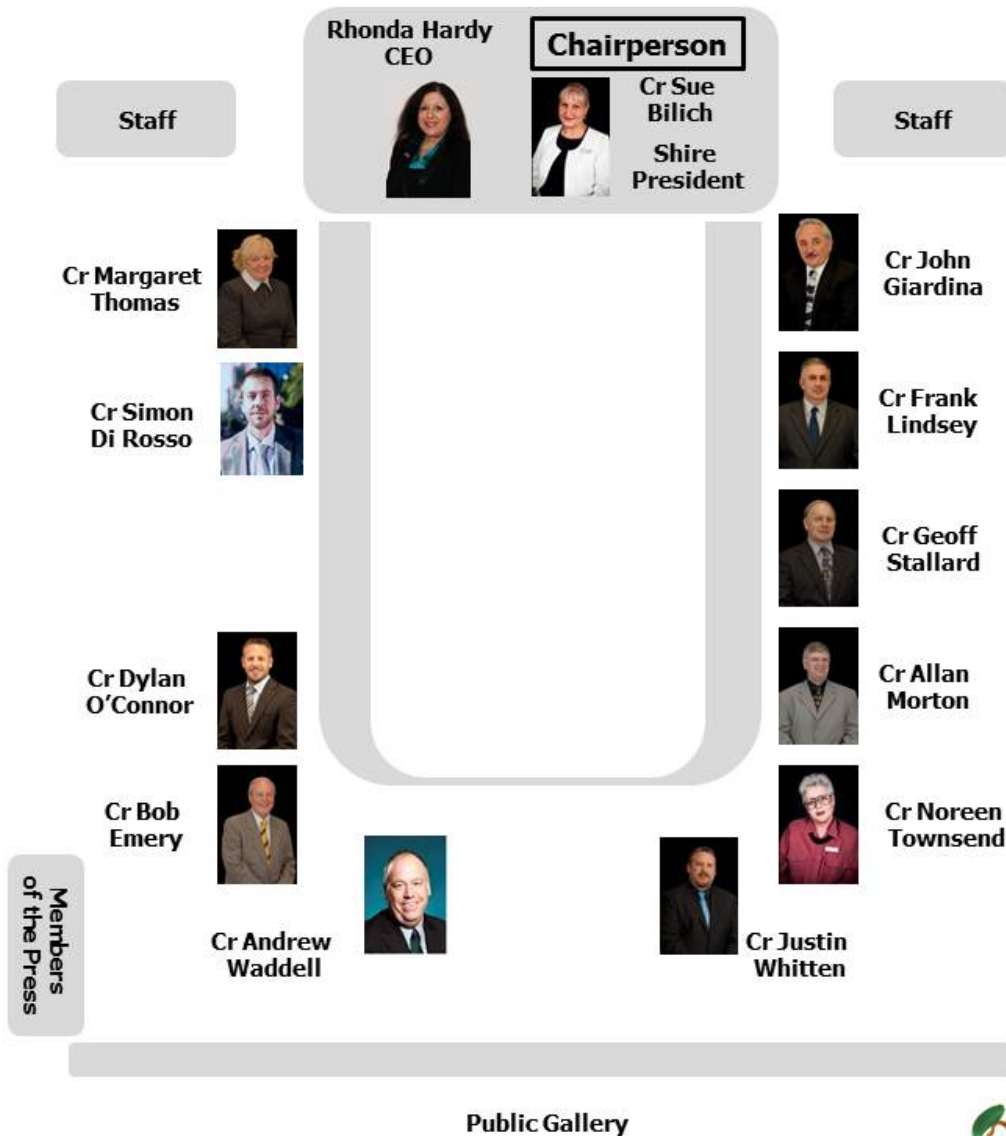 Rhonda Hardy
CEO
Chairperson
Cr Sue
Bilich
Shire
President
Staff
Staff
Cr Margaret
Thomas
Cr John
Giardina
Cr Simon
Di Rosso
Cr Frank
Lindsey
Cr Geoff
Stallard
Cr Dylan
O’Connor
Cr Allan
Morton
Cr Bob
Emery
Cr Noreen
Townsend
Members
of the Press
Cr Andrew
Waddell
Cr Justin
Whitten
Public Gallery